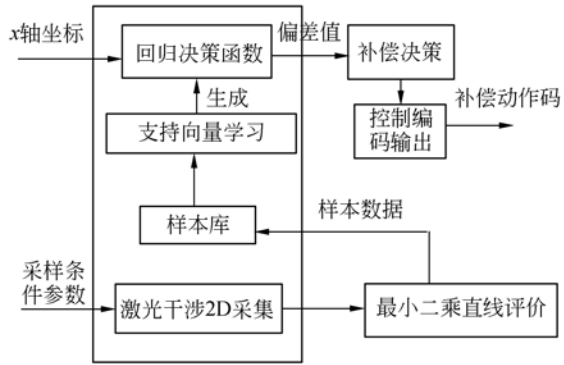 x轴坐标
回归决策函数
偏差值
补偿决策
生成
支持向量学习
控制编
码输出
补偿动作码
样本库
样本数据
采样条
件参数
激光干涉2D采集
最小二乘直线评价